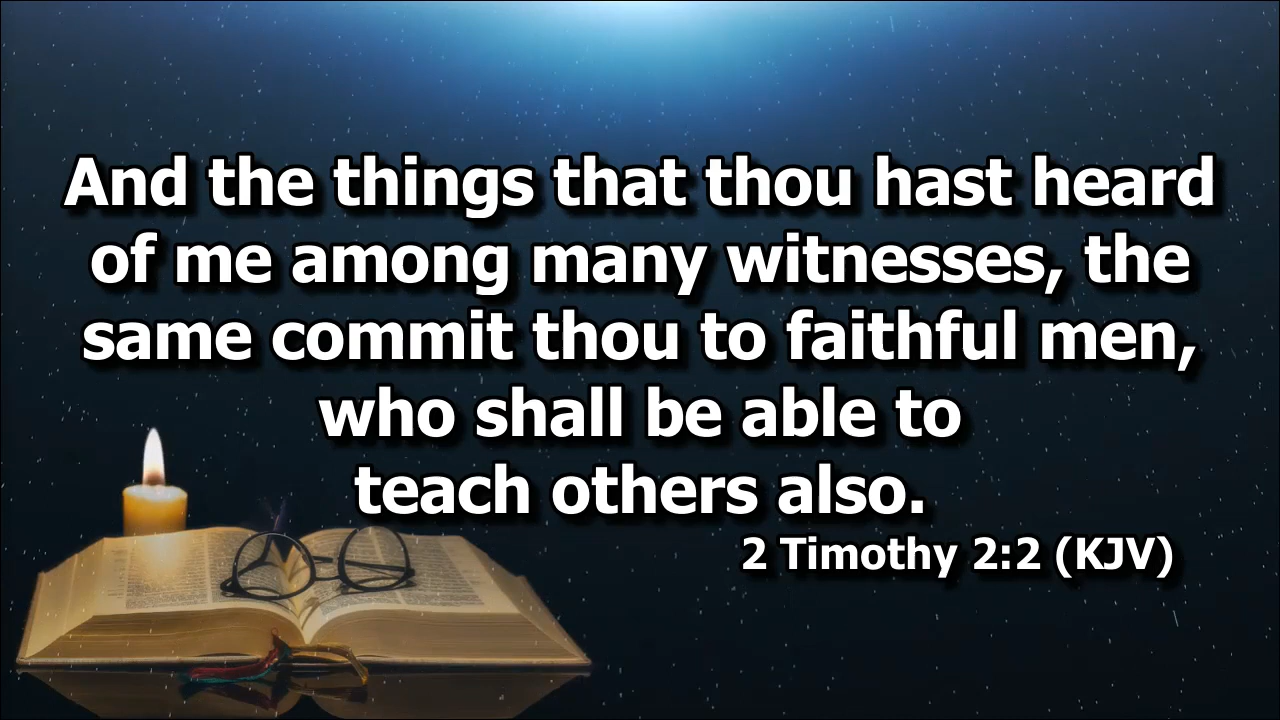 And the things that thou hast heard
of me among many witnesses, the
same commit thou to faithful men,
who shall be able to
teach others also.
2 Timothy 2:2 (KJV)